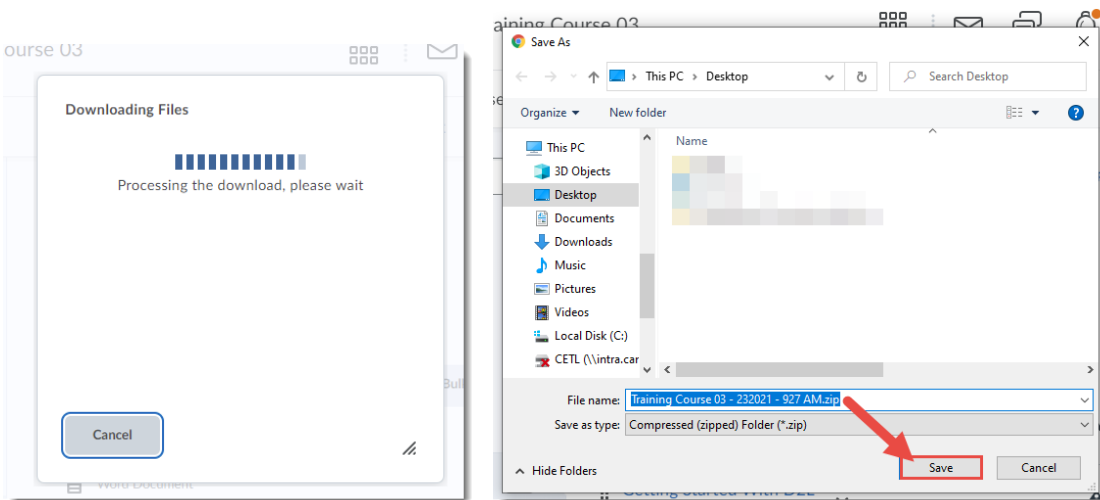 ourse 03
Downloading Files
Processing the download, please wait
Bull
Cancel
Word Document
aining Course 03
Save As
This PC > Desktop
Search Desktop
Organize
New folder
Name
This PC
3D Objects
Desktop
Documents
Downloads
Music
Pictures
Videos
Local Disk (C:)
CETL (\\intra.car
File name: Training Course 03 - 232021 - 927 AM.zip
Save as type: Compressed (zipped) Folder (*.zip)
Hide Folders
Save
Cancel
Getting Started With D2L